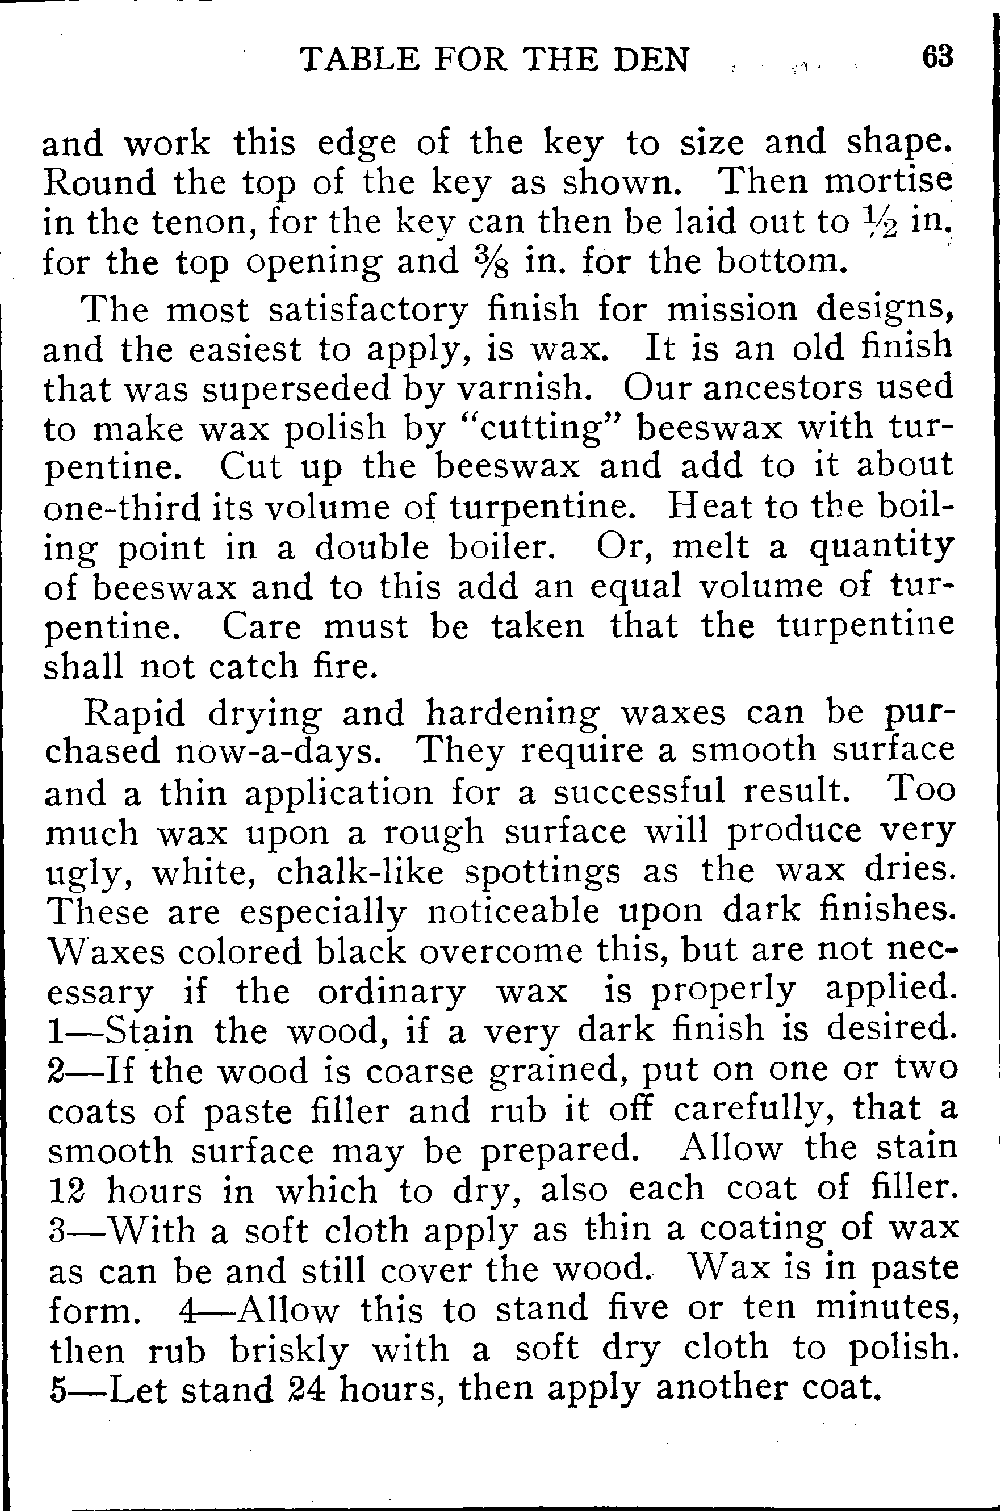 TABLE FOR THE DEN 63
and work this edge of the key to size and shape.
Round the top of the key as shown. Then mortise
in the tenon, for the key can then be laid out to ½ in.
for the top opening and ⅜ in. for the bottom.
The most satisfactory finish for mission designs,
and the easiest to apply, is wax. It is an old finish
that was superseded by varnish. Our ancestors used
to make wax polish by "cutting" beeswax with tur-
pentine. Cut up the beeswax and add to it about
one-third its volume of turpentine. Heat to the boil-
ing point in a double boiler. Or, melt a quantity
of beeswax and to this add an equal volume of tur-
pentine. Care must be taken that the turpentine
shall not catch fire.
Rapid drying and hardening waxes can be pur-
chased now-a-days. They require a smooth surface
and a thin application for a successful result. Too
much wax upon a rough surface will produce very
ugly, white, chalk-like spottings as the wax dries.
These are especially noticeable upon dark finishes.
Waxes colored black overcome this, but are not nec-
essary if the ordinary wax is properly applied.
1—Stain the wood, if a very dark finish is desired.
2—If the wood is coarse grained, put on one or two
coats of paste filler and rub it off carefully, that a
smooth surface may be prepared. Allow the stain
12 hours in which to dry, also each coat of filler.
3—With a soft cloth apply as thin a coating of wax
as can be and still cover the wood. Wax is in paste
form. 4—Allow this to stand five or ten minutes,
then rub briskly with a soft dry cloth to polish.
5—Let stand 24 hours, then apply another coat.